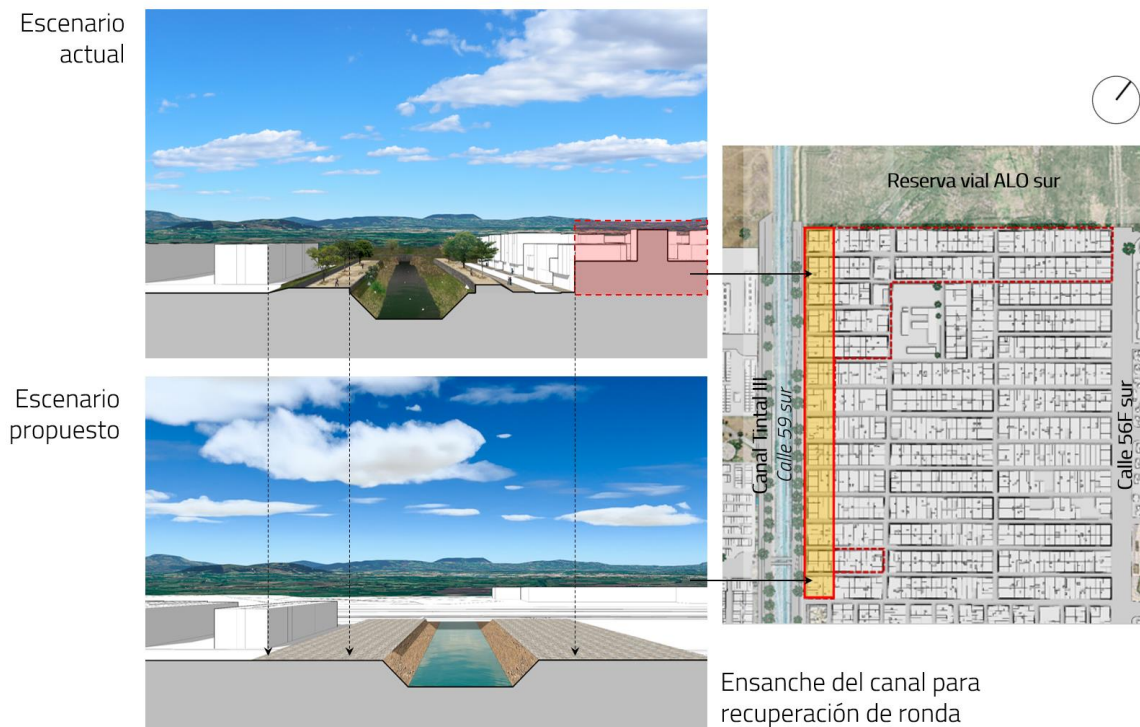 Escenario
actual
Reserva vial ALO sur
Canal Tintal III
Calle 59 sur
Calle 56F sur
Escenario
propuesto
Ensanche del canal para
recuperación de ronda